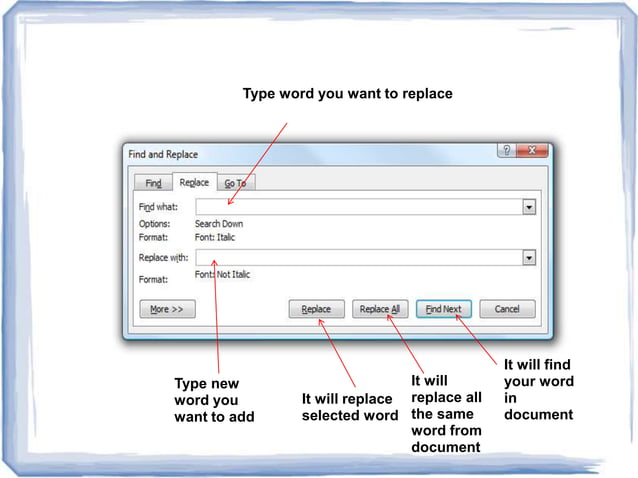 Type word you want to replace
Find and Replace
Find Replace Go To
Find what:
Options: Search Down
Format: Font: Italic
Replace with:
Format: Font: Not Italic
More >> Replace Replace All Find Next Cancel
Type new
word you
want to add
It will replace
selected word
It will
replace all
the same
word from
document
It will find
your word
in
document